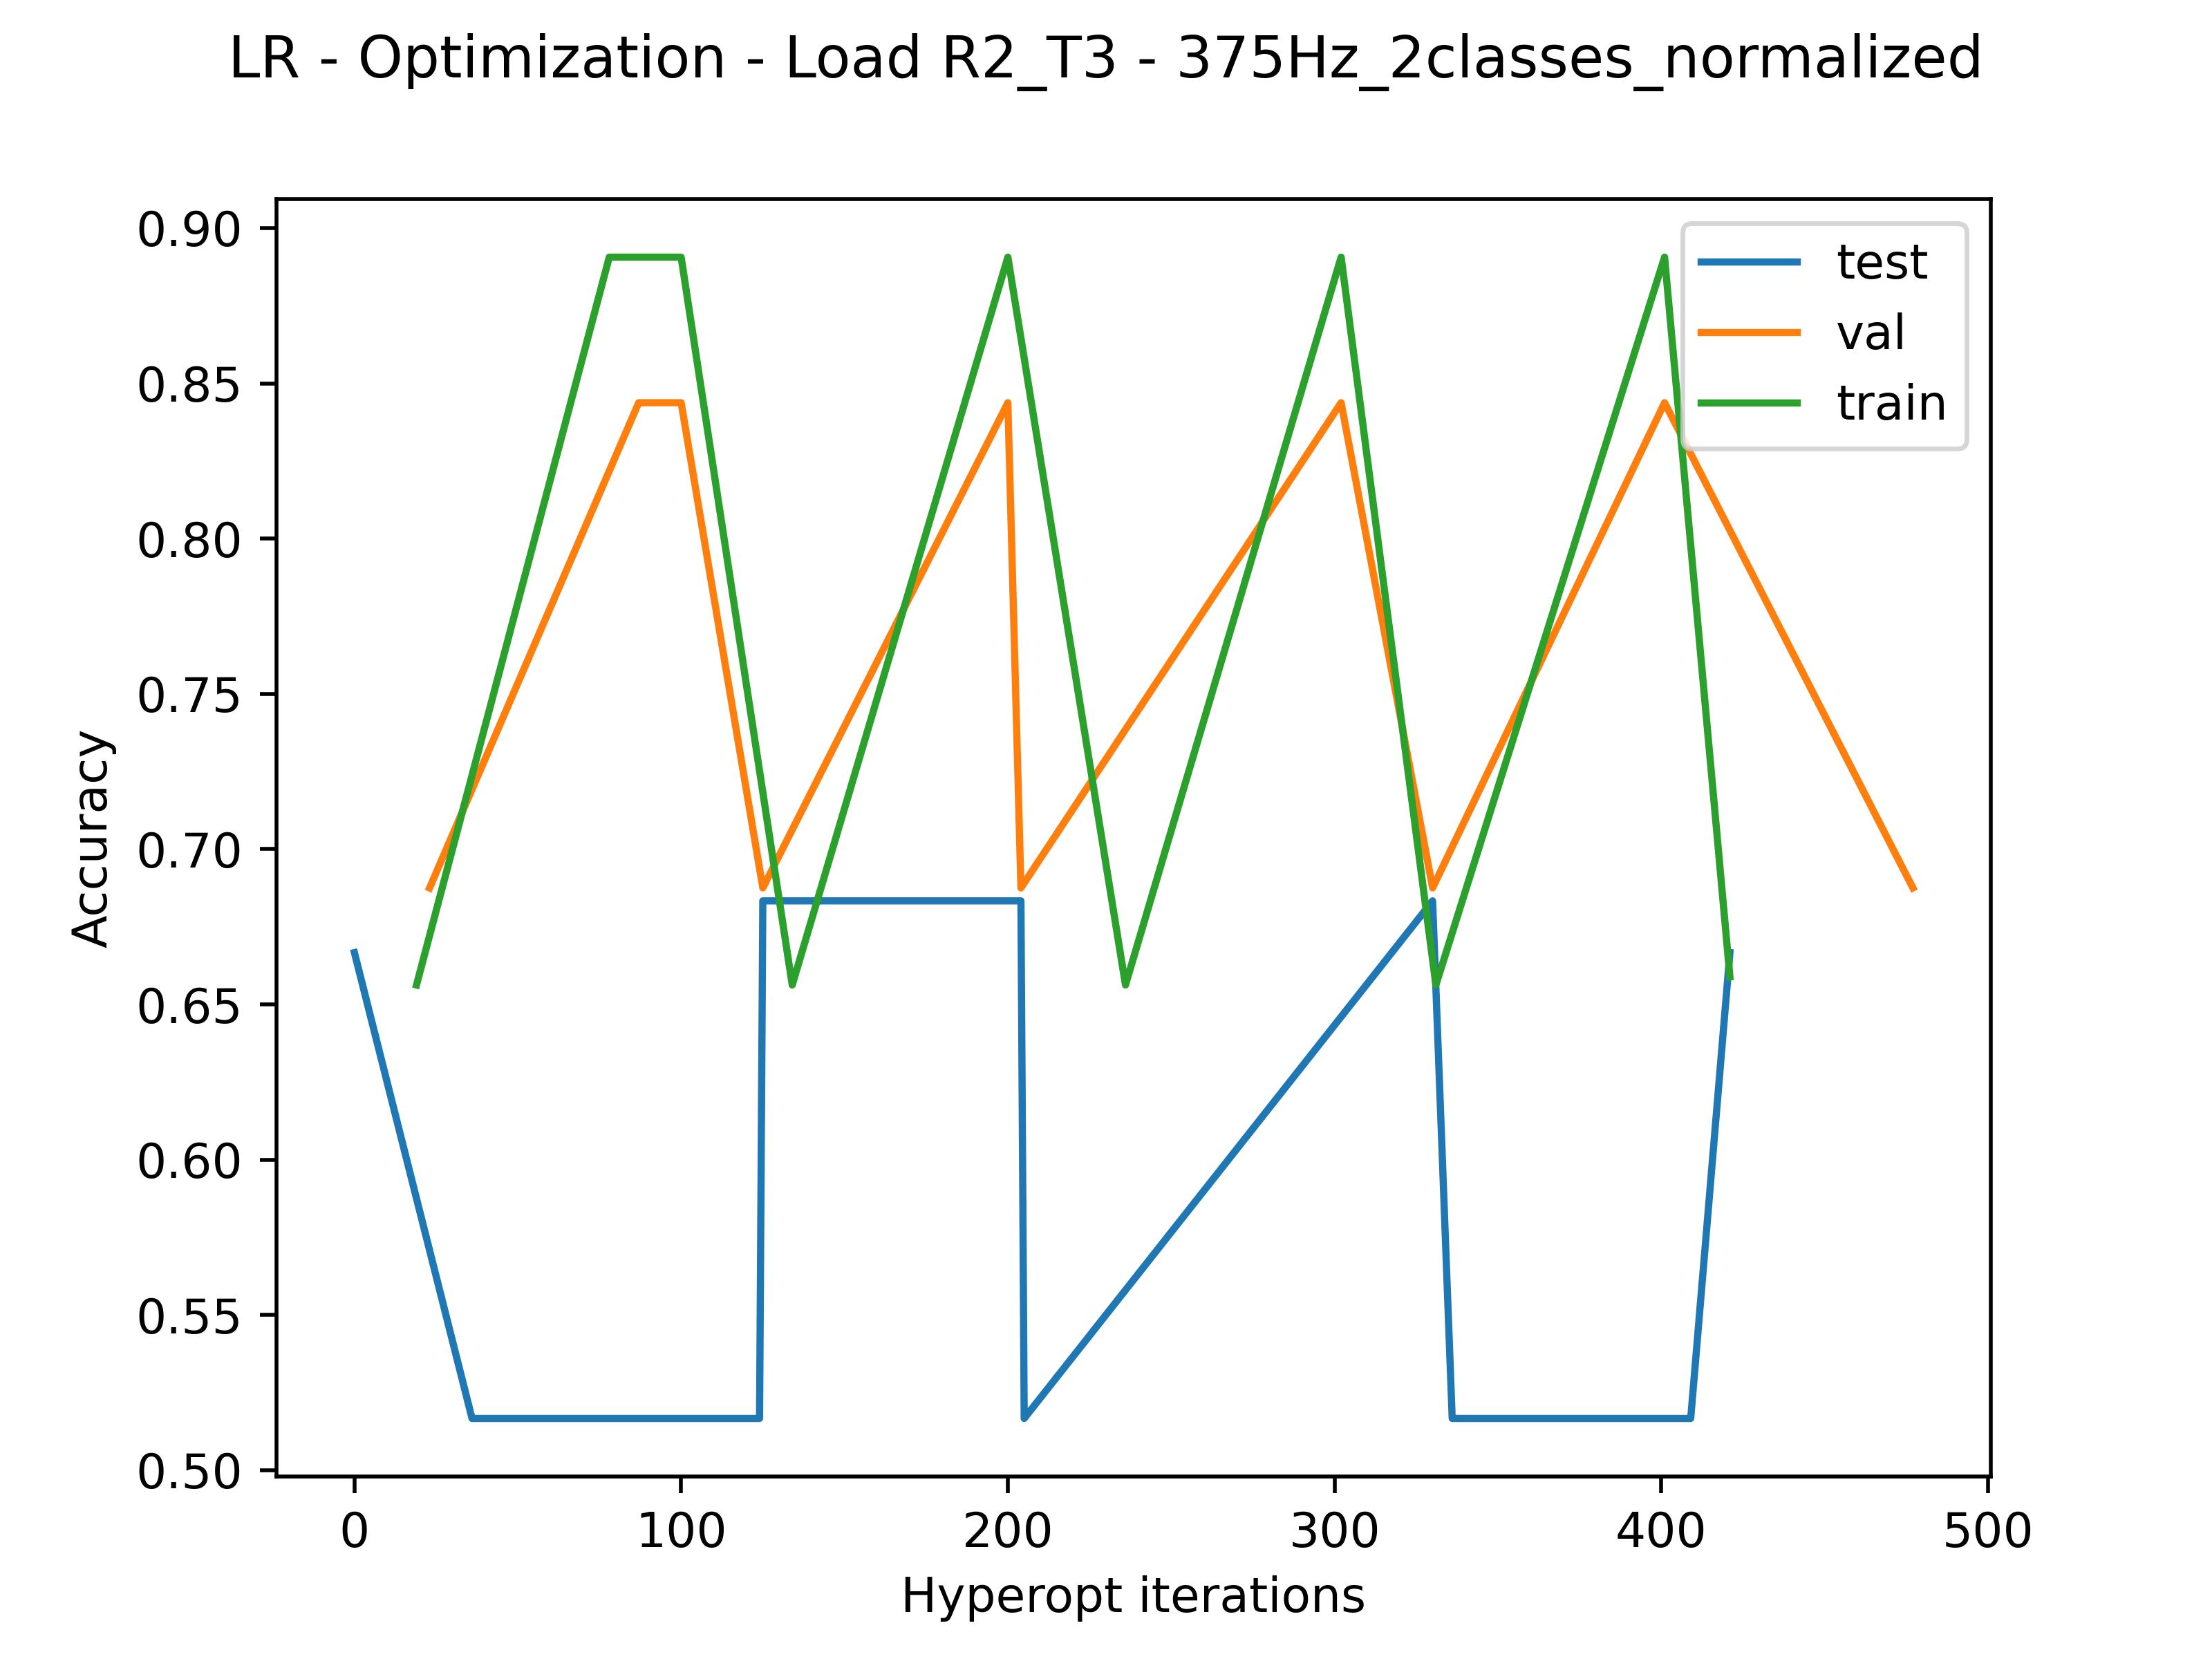 LR - Optimization - Load R2_T3 - 375Hz_2classes_normalized
0.90
0.85
0.80
0.75
0.70
0.65
0.60
0.55
0.50
Accuracy
test
val
train
0 100 200 300 400 500
Hyperopt iterations